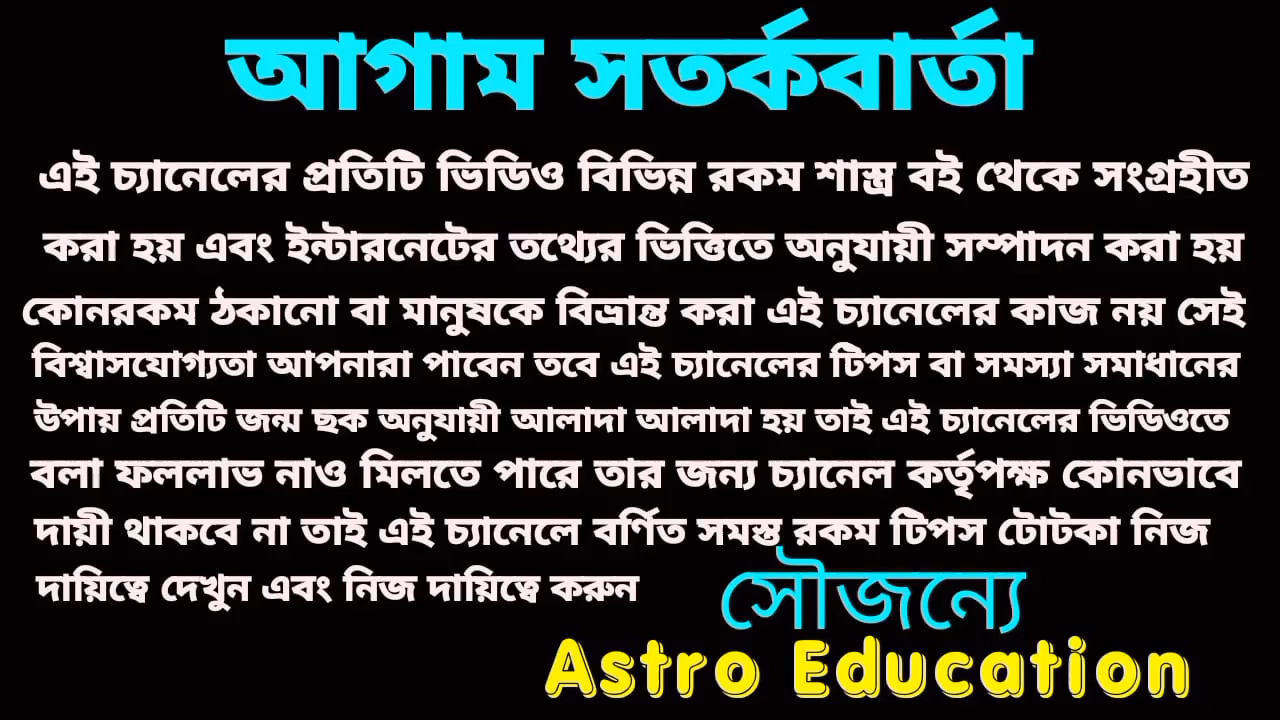 আগাম সতর্কবার্তা
এই চ্যানেলের প্রতিটি ভিডিও বিভিন্ন রকম শাস্ত্র বই থেকে সংগ্রহীত
করা হয় এবং ইন্টারনেটের তথ্যের ভিত্তিতে অনুযায়ী সম্পাদন করা হয়
কোনরকম ঠকানো বা মানুষকে বিভ্রান্ত করা এই চ্যানেলের কাজ নয় সেই
বিশ্বাসযোগ্যতা আপনারা পাবেন তবে এই চ্যানেলের টিপস বা সমস্যা সমাধানের
উপায় প্রতিটি জন্ম ছক অনুযায়ী আলাদা আলাদা হয় তাই এই চ্যানেলের ভিডিওতে
বলা ফললাভ নাও মিলতে পারে তার জন্য চ্যানেল কর্তৃপক্ষ কোনভাবে
দায়ী থাকবে না তাই এই চ্যানেলে বর্ণিত সমস্ত রকম টিপস টোটকা নিজ
দায়িত্বে দেখুন এবং নিজ দায়িত্বে করুন
সৌজন্যে
Astro Education